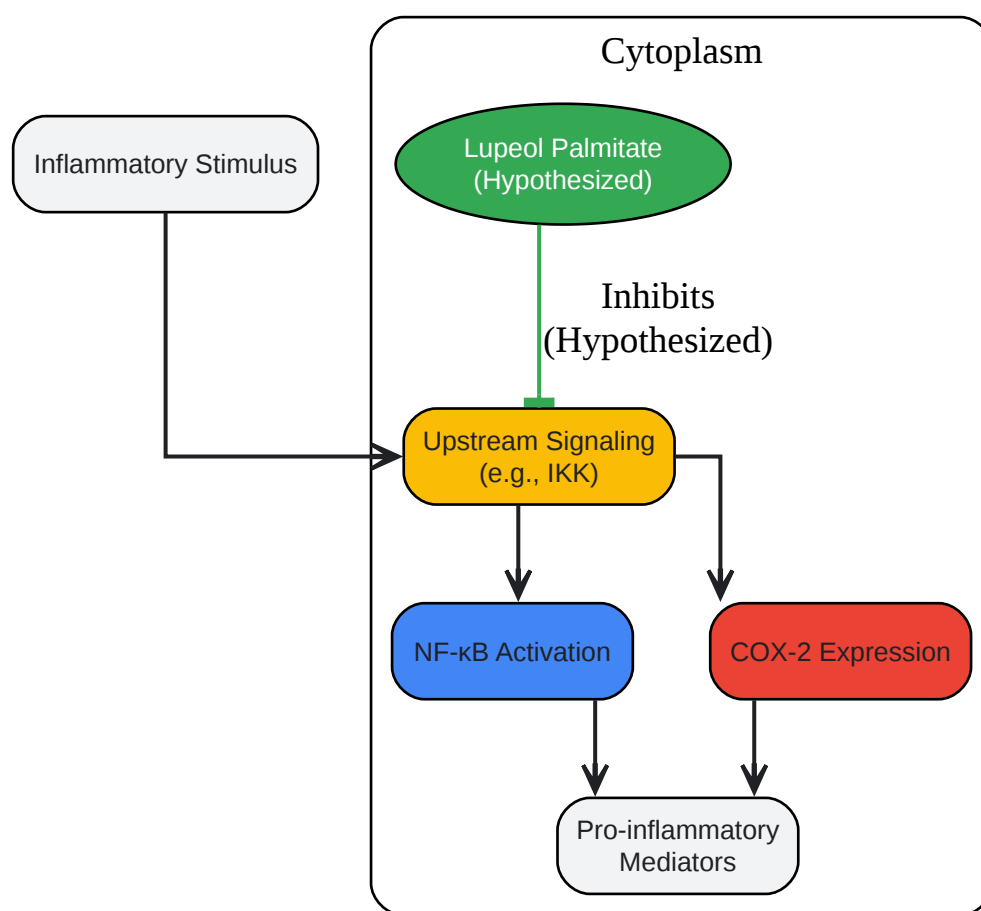 Cytoplasm
Inflammatory Stimulus
Lupeol Palmitate
(Hypothesized)
Inhibits
(Hypothesized)
Upstream Signaling
(e.g., IKK)
NF-κB Activation
COX-2 Expression
Pro-inflammatory
Mediators